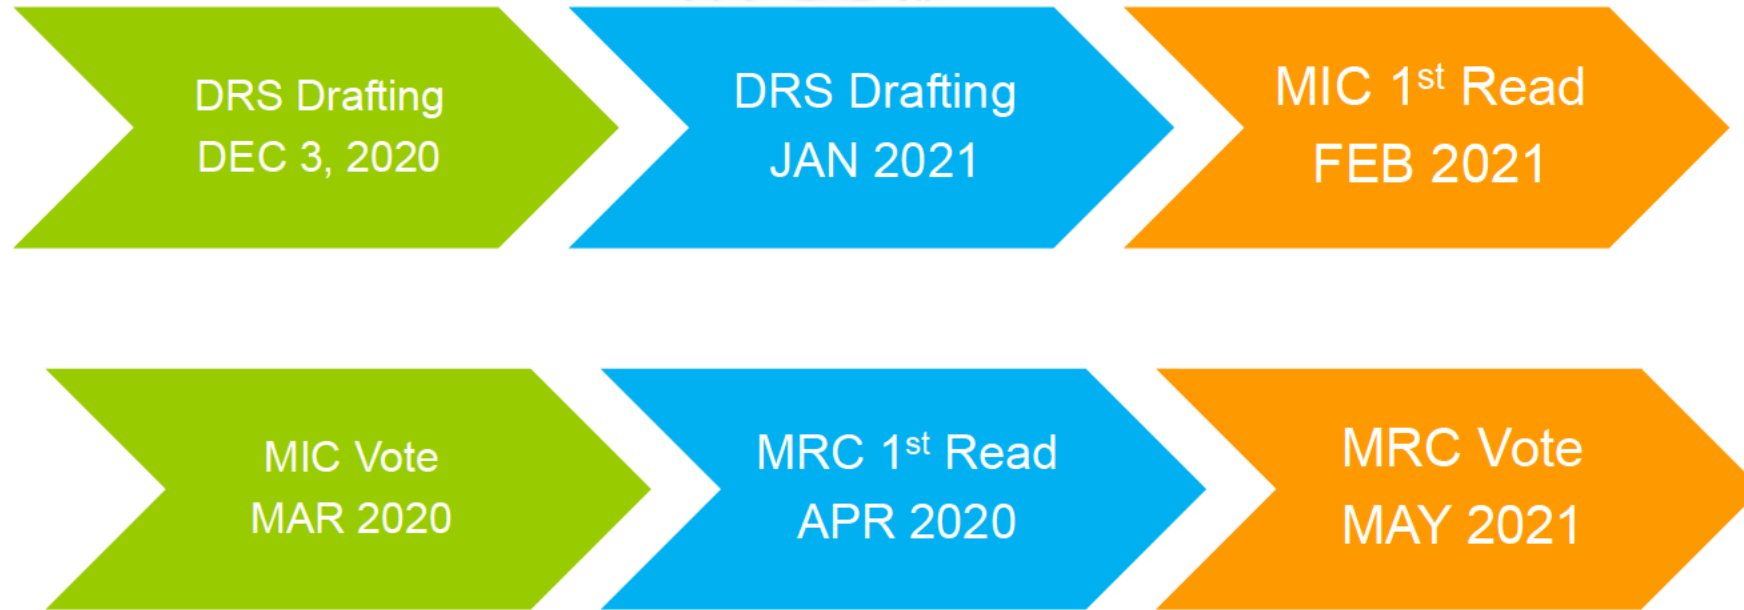 DRS Drafting
DEC 3, 2020
DRS Drafting
JAN 2021
MIC 1st Read
FEB 2021
MIC Vote
MAR 2020
MRC 1st Read
APR 2020
MRC Vote
MAY 2021